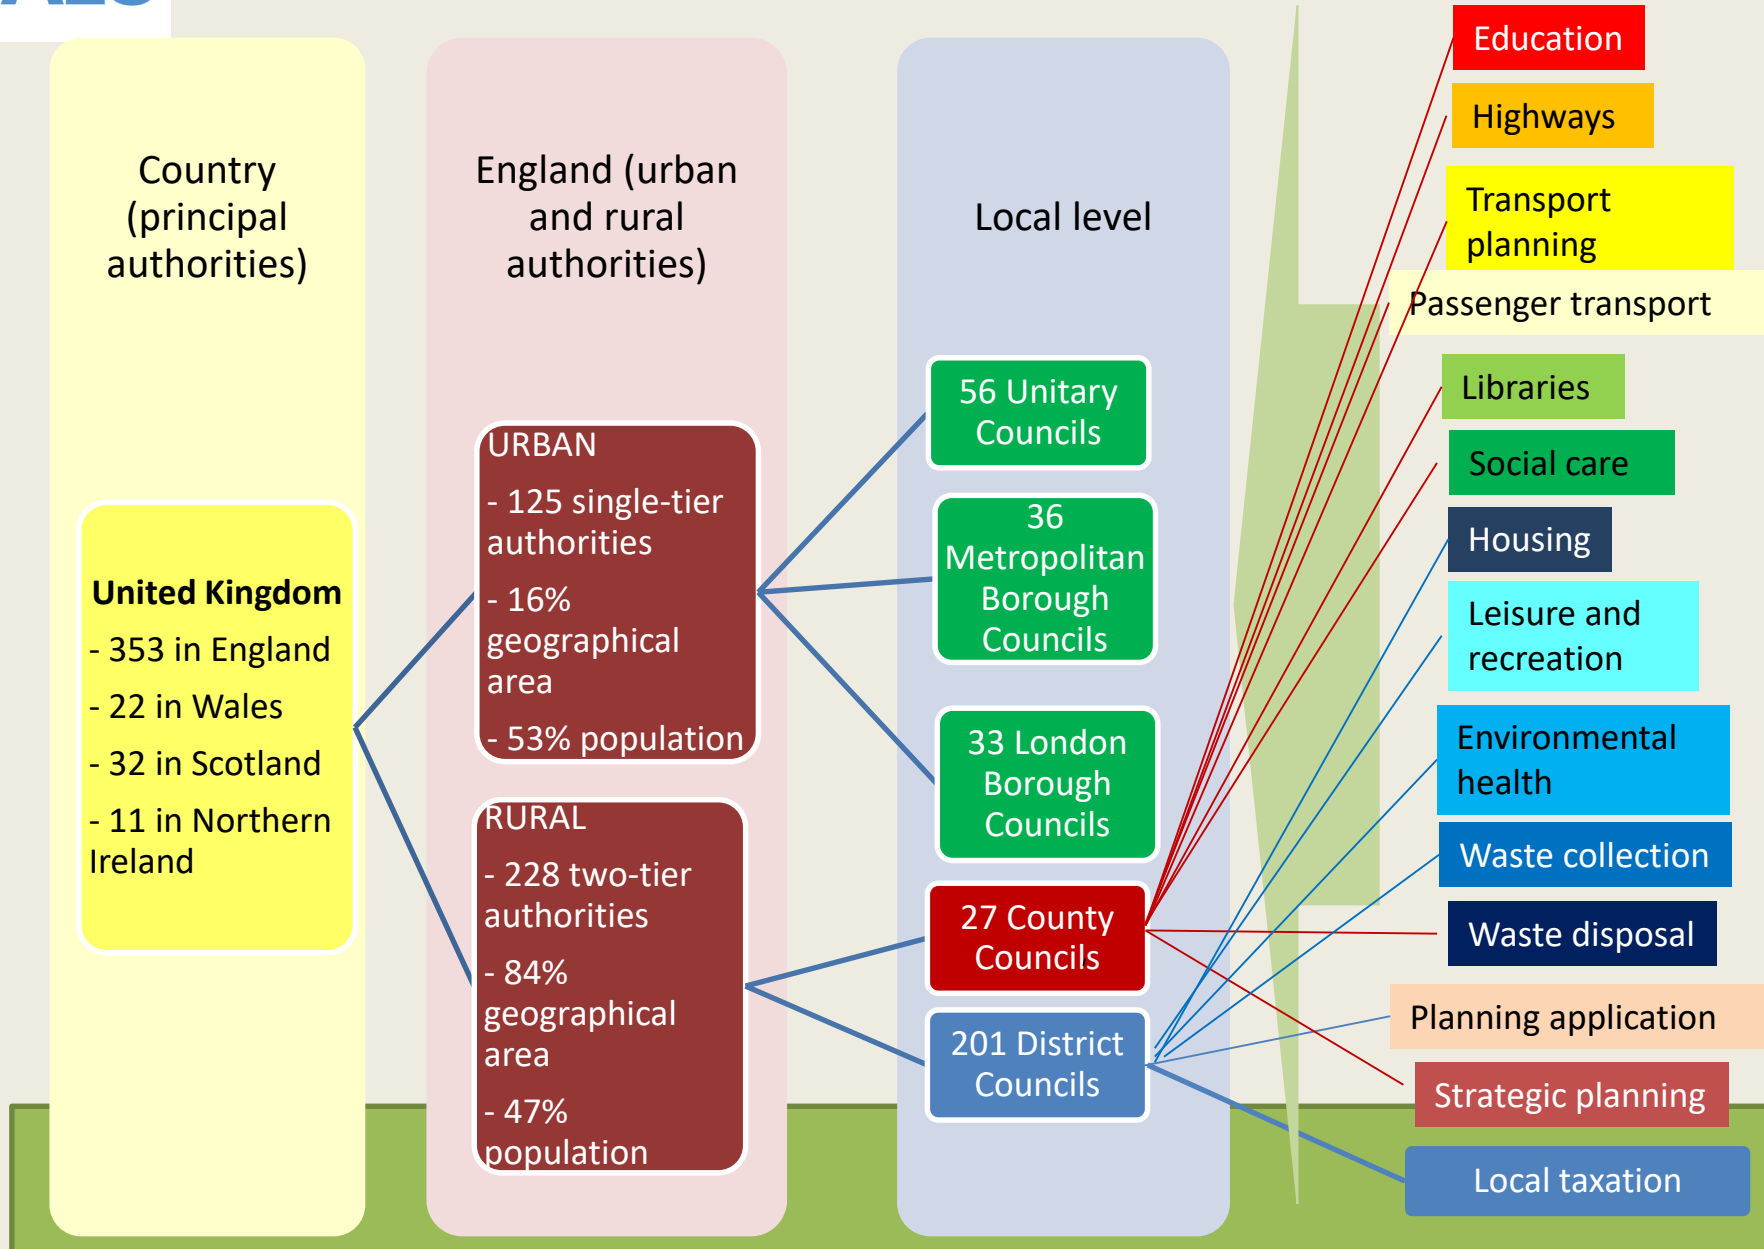 Country
(principal
authorities)
United Kingdom
- 353 in England
- 22 in Wales
- 32 in Scotland
- 11 in Northern
Ireland
England (urban
and rural
authorities)
URBAN
- 125 single-tier
authorities
- 16%
geographical
area
- 53% population
RURAL
- 228 two-tier
authorities
- 84%
geographical
area
- 47%
population
Local level
56 Unitary
Councils
36
Metropolitan
Borough
Councils
33 London
Borough
Councils
27 County
Councils
201 District
Councils
Education
Highways
Transport
planning
Passenger transport
Libraries
Social care
Housing
Leisure and
recreation
Environmental
health
Waste collection
Waste disposal
Planning application
Strategic planning
Local taxation